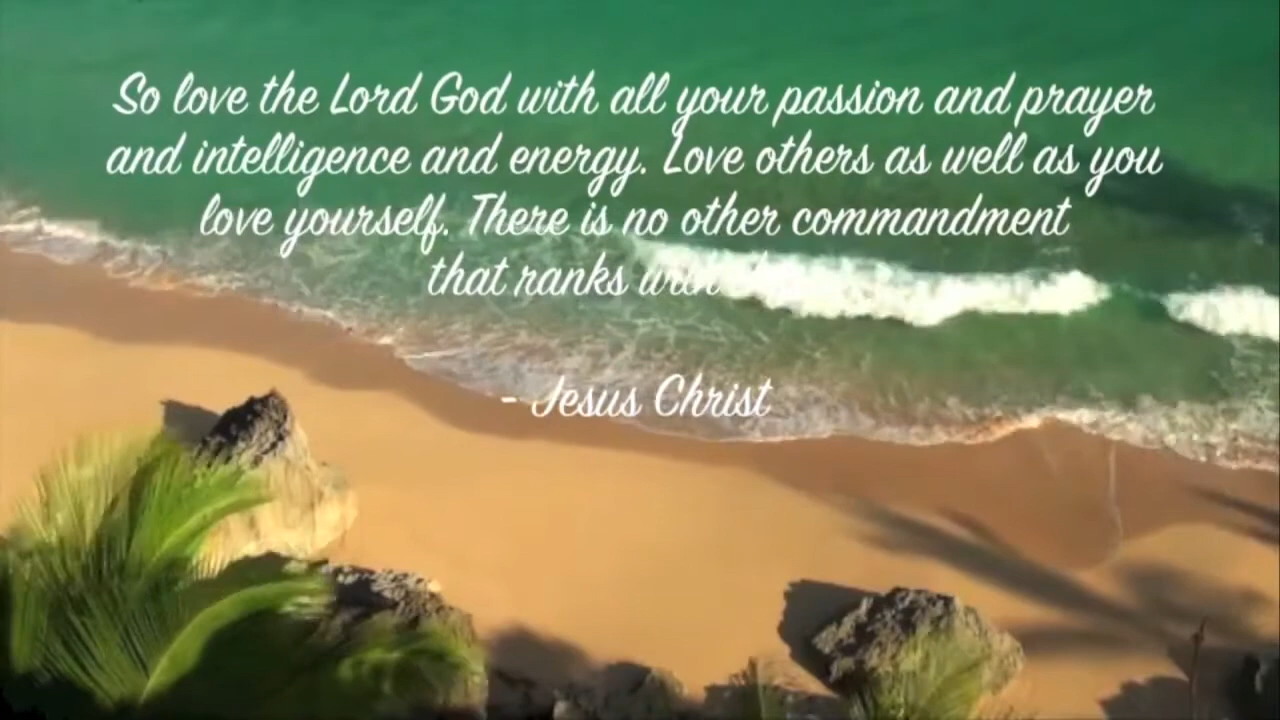 So love the Lord God with all your passion and prayer
and intelligence and energy. Love others as well as you
love yourself. There is no other commandment
that ranks with
- Jesus Christ